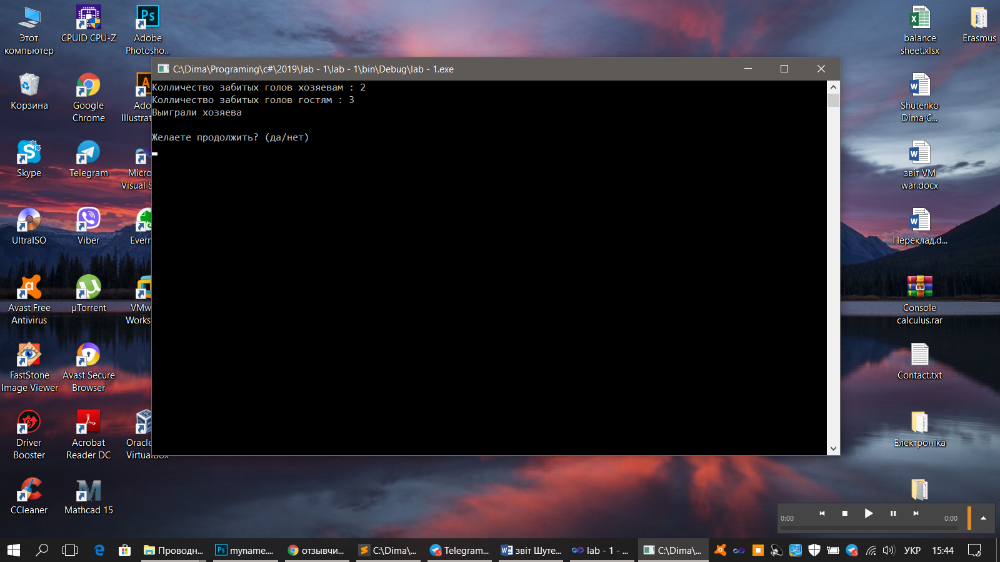 Этот
компьютер
CPUID CPU-Z
Adobe
Photosho...
Корзина
Google
Chrome
Ado
Illustrat
Skype
Telegram
Micro
Visual S
UltraISO
Viber
Evern
Avast Free
Antivirus
µTorrent
VMw
Works
FastStone
Image Viewer
Avast Secure
Browser
Driver
Booster
Acrobat
Reader DC
Oracle
VirtualBox
CCleaner
Mathcad 15
C:\Dima\Programing\c#\2019\lab - 1\lab - 1\bin\Debug\lab - 1.exe
Колличество забитых голов хозяевам : 2
Колличество забитых голов гостям : 3
Выиграли хозяева
Желаете продолжить? (да/нет)
balance
sheet.xlsx
Erasmus
Shutenko
Dima C...
звіт VM
war.docx
Переклад.d...
Console
calculus.rar
Contact.txt
Електроніка
0:00
0:00
Проводн...
myname....
отзывчи...
C:\Dima\...
Telegram...
звіт Шуте...
lab - 1 - ...
C:\Dima\...
УКР
15:44